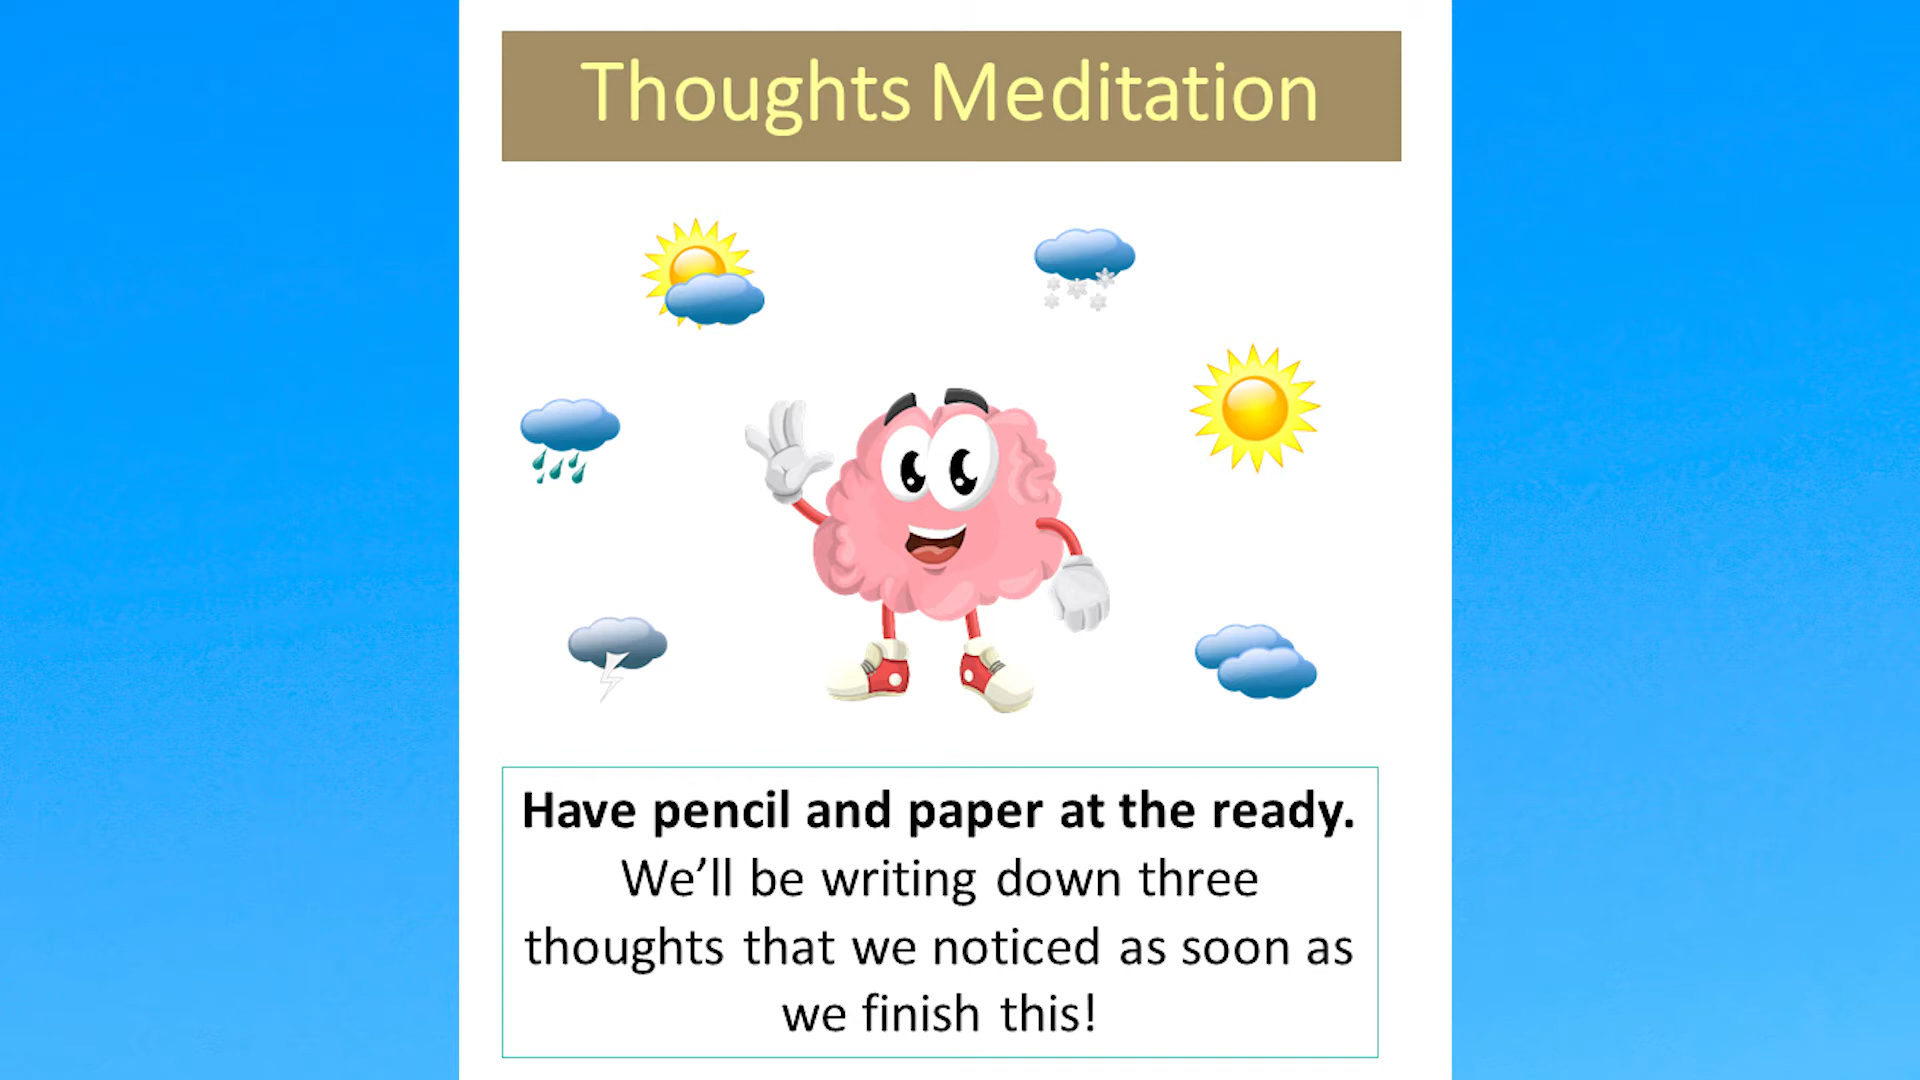 Thoughts Meditation
Have pencil and paper at the ready.
We’ll be writing down three
thoughts that we noticed as soon as
we finish this!